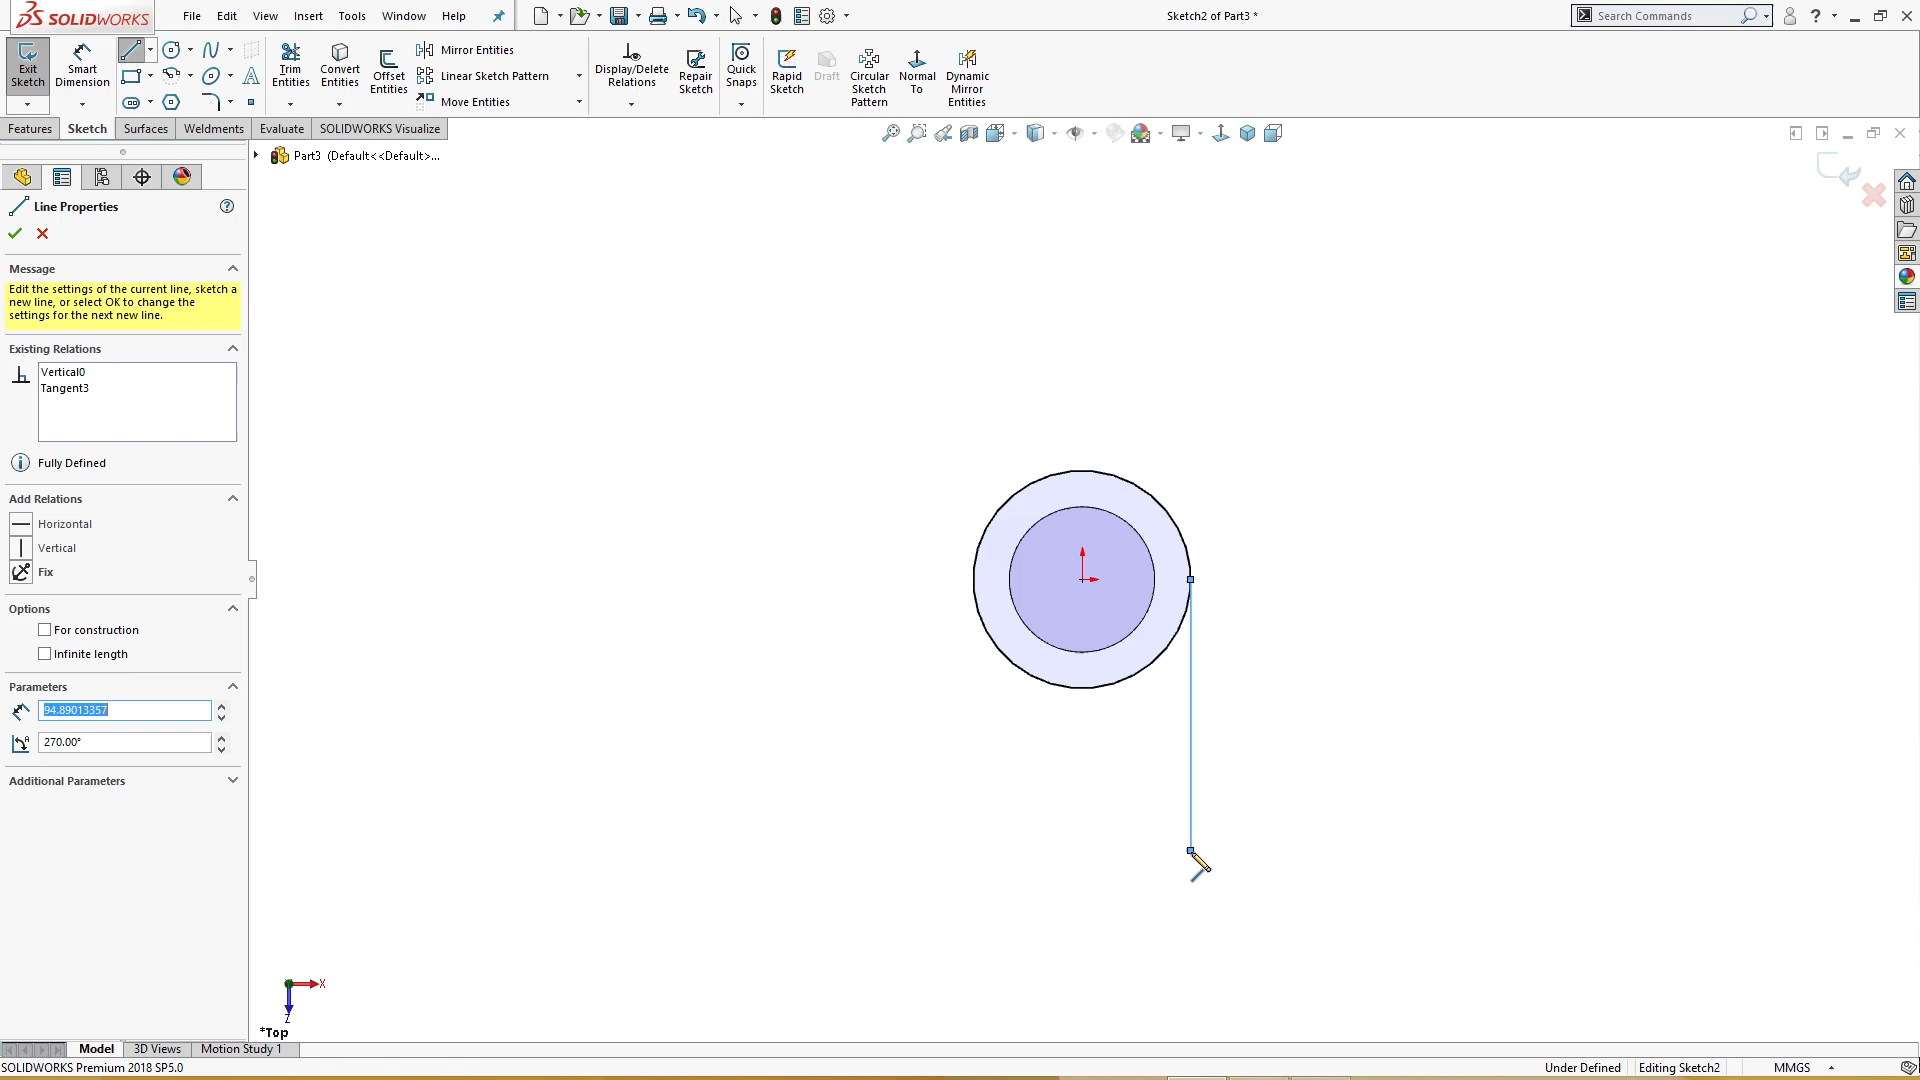 SOLIDWORKS
File Edit View Insert Tools Window Help
Sketch2 of Part3 *
Search Commands
Exit Sketch
Smart Dimension
Trim Entities
Convert Entities
Offset Entities
Mirror Entities
Linear Sketch Pattern
Move Entities
Display/Delete Relations
Repair Sketch
Quick Snaps
Rapid Sketch
Draft
Circular Sketch Pattern
Normal To
Dynamic Mirror Entities
Features Sketch Surfaces Weldments Evaluate SOLIDWORKS Visualize
Part3 (Default<<Default>...
Line Properties
Message
Edit the settings of the current line, sketch a
new line, or select OK to change the
settings for the next new line.
Existing Relations
Vertical0
Tangent3
Fully Defined
Add Relations
Horizontal
Vertical
Fix
Options
For construction
Infinite length
Parameters
94.89013357
270.00°
Additional Parameters
X
Z
*Top
Model 3D Views Motion Study 1
SOLIDWORKS Premium 2018 SP5.0
Under Defined Editing Sketch2 MMGS